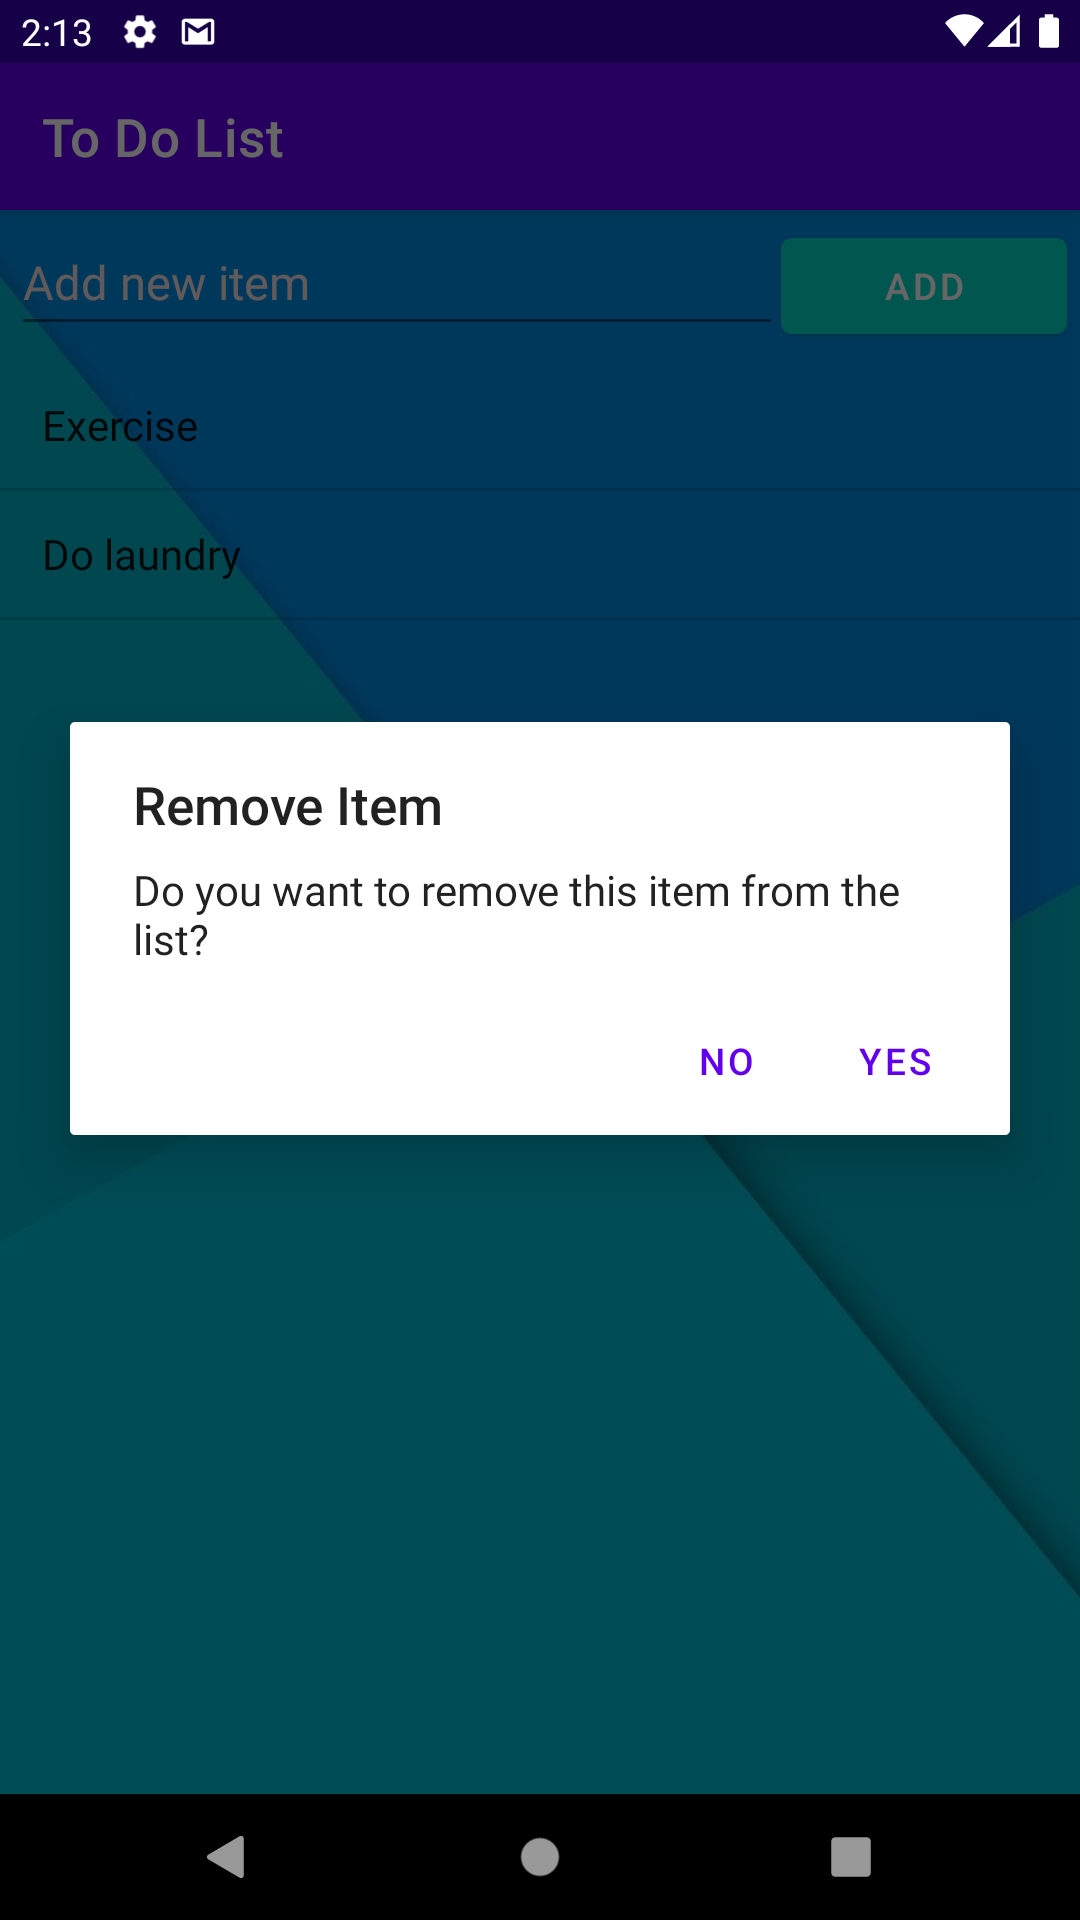 2:13
To Do List
Add new item
ADD
Exercise
Do laundry
Remove Item
Do you want to remove this item from the
list?
NO YES